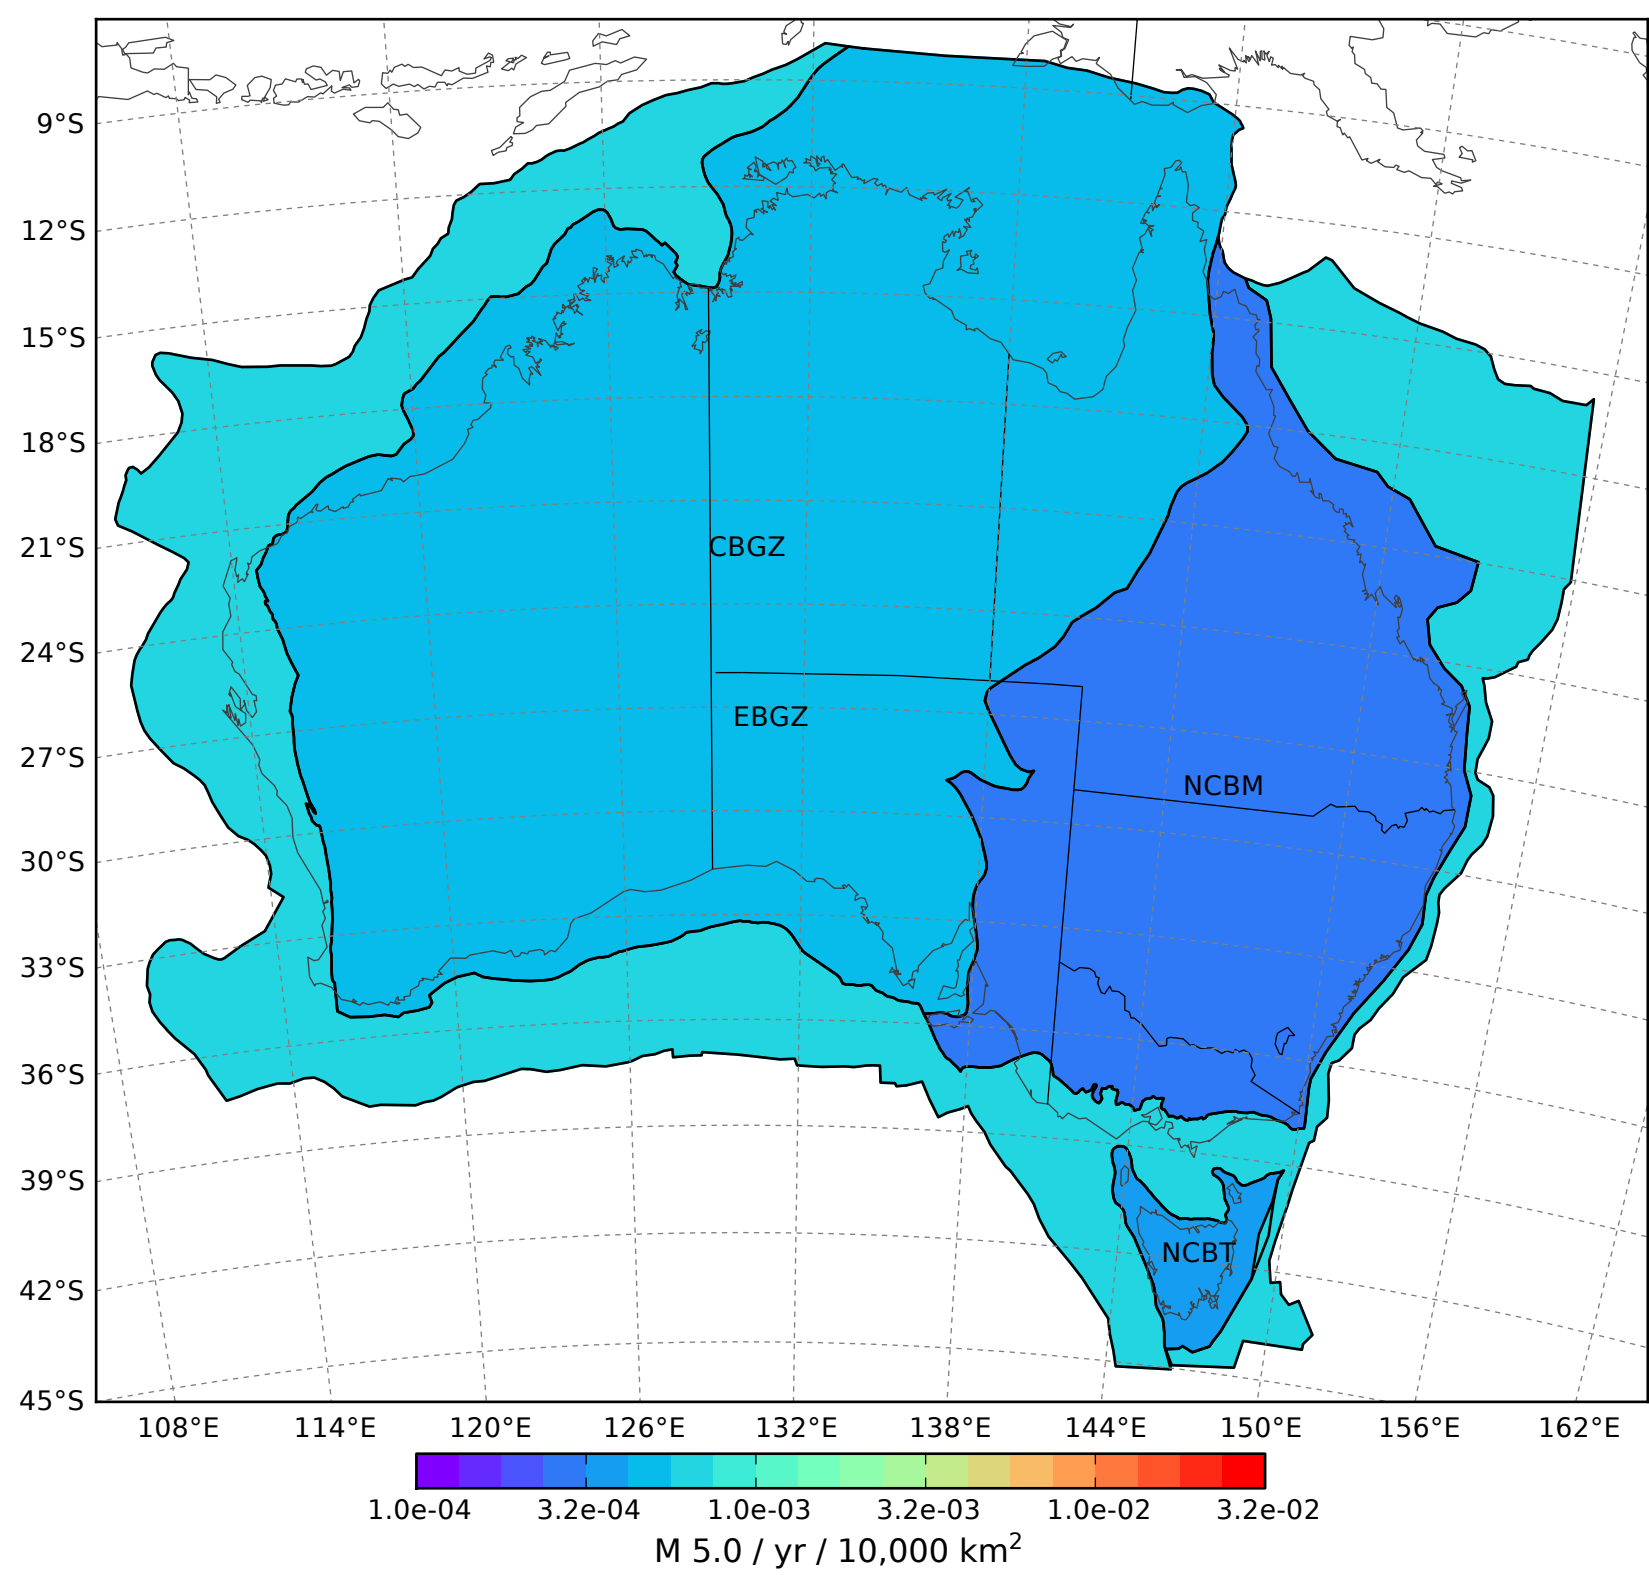 9°S
12°S
15°S
18°S
21°S
24°S
27°S
30°S
33°S
36°S
39°S
42°S
45°S
CBGZ
EBGZ
NCBM
NCBT
108°E 114°E 120°E 126°E 132°E 138°E 144°E 150°E 156°E 162°E
1.0e-04 3.2e-04 1.0e-03 3.2e-03 1.0e-02 3.2e-02
M 5.0 / yr / 10,000 km²